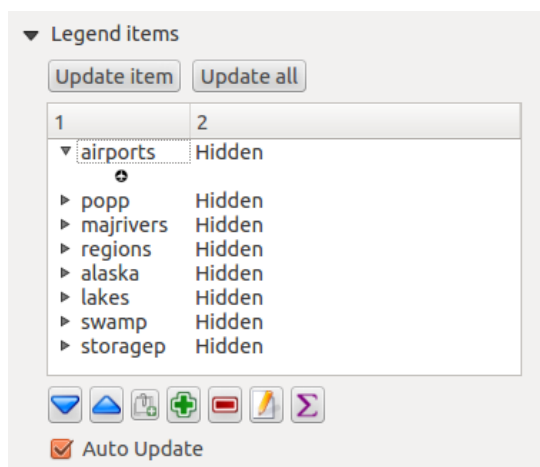 Legend items
Update item Update all
1 2
airports Hidden
popp Hidden
majrivers Hidden
regions Hidden
alaska Hidden
lakes Hidden
swamp Hidden
storagep Hidden
Σ
Auto Update